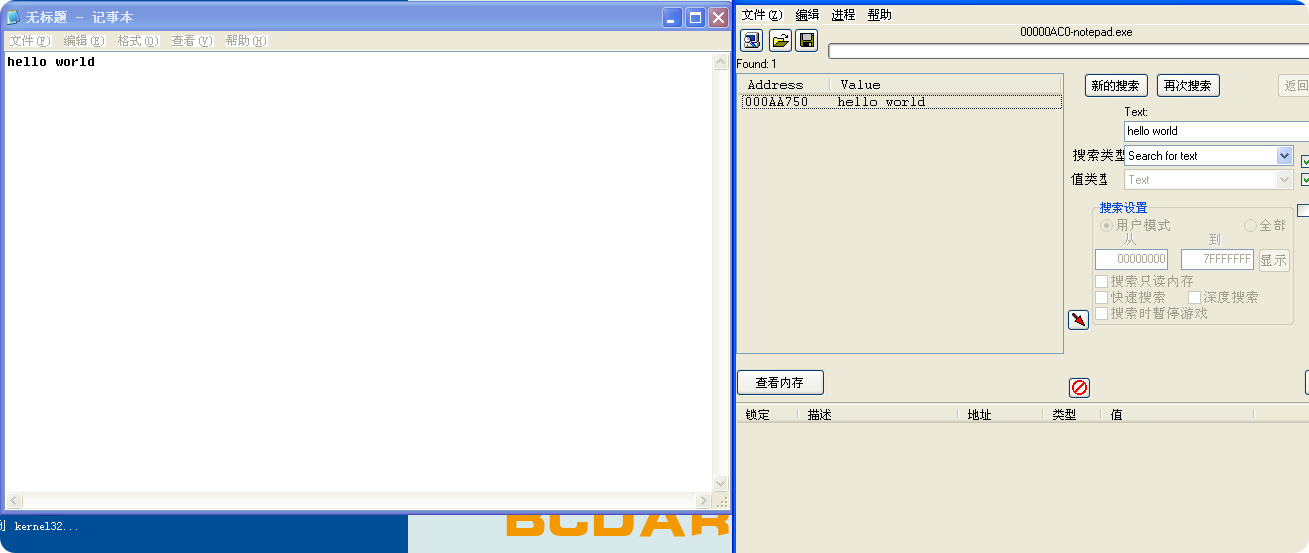 无标题 - 记事本
文件(F) 编辑(E) 格式(O) 查看(V) 帮助(H)
hello world
kernel32...
BCDAR
文件(Z) 编辑 进程 帮助
00000AC0-notepad.exe
Found: 1
Address Value
000AA750 hello world
新的搜索 再次搜索 返回
Text:
hello world
搜索类型 Search for text
值类型 Text
搜索设置
用户模式 全部
从 到
00000000 7FFFFFFF 显示
搜索只读内存
快速搜索 深度搜索
搜索时暂停游戏
查看内存
锁定 描述 地址 类型 值